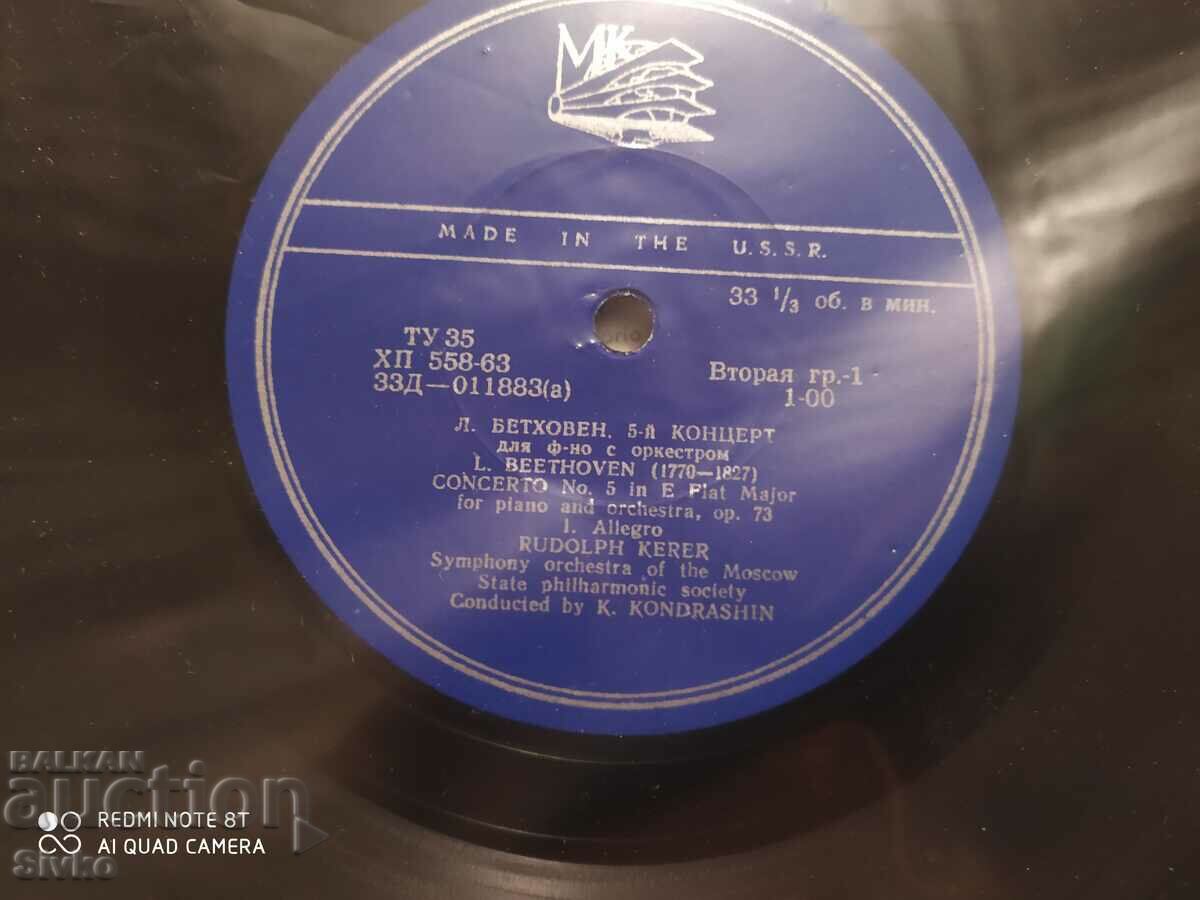 МК
MADE IN THE U.S.S.R.
33 1/3 об. в мин.
ТУ 35
ХП 558-63
33Д—011883(а)
Вторая гр.-1
1-00
Л. БЕТХОВЕН. 5-й КОНЦЕРТ
для ф-но с оркестром
L. BEETHOVEN (1770—1827)
CONCERTO No. 5 in E Flat Major
for piano and orchestra, op. 73
I. Allegro
RUDOLPH KERER
Symphony orchestra of the Moscow
State philharmonic society
Conducted by K. KONDRASHIN
BALKAN
auction
REDMI NOTE 8T
AI QUAD CAMERA
Sivko